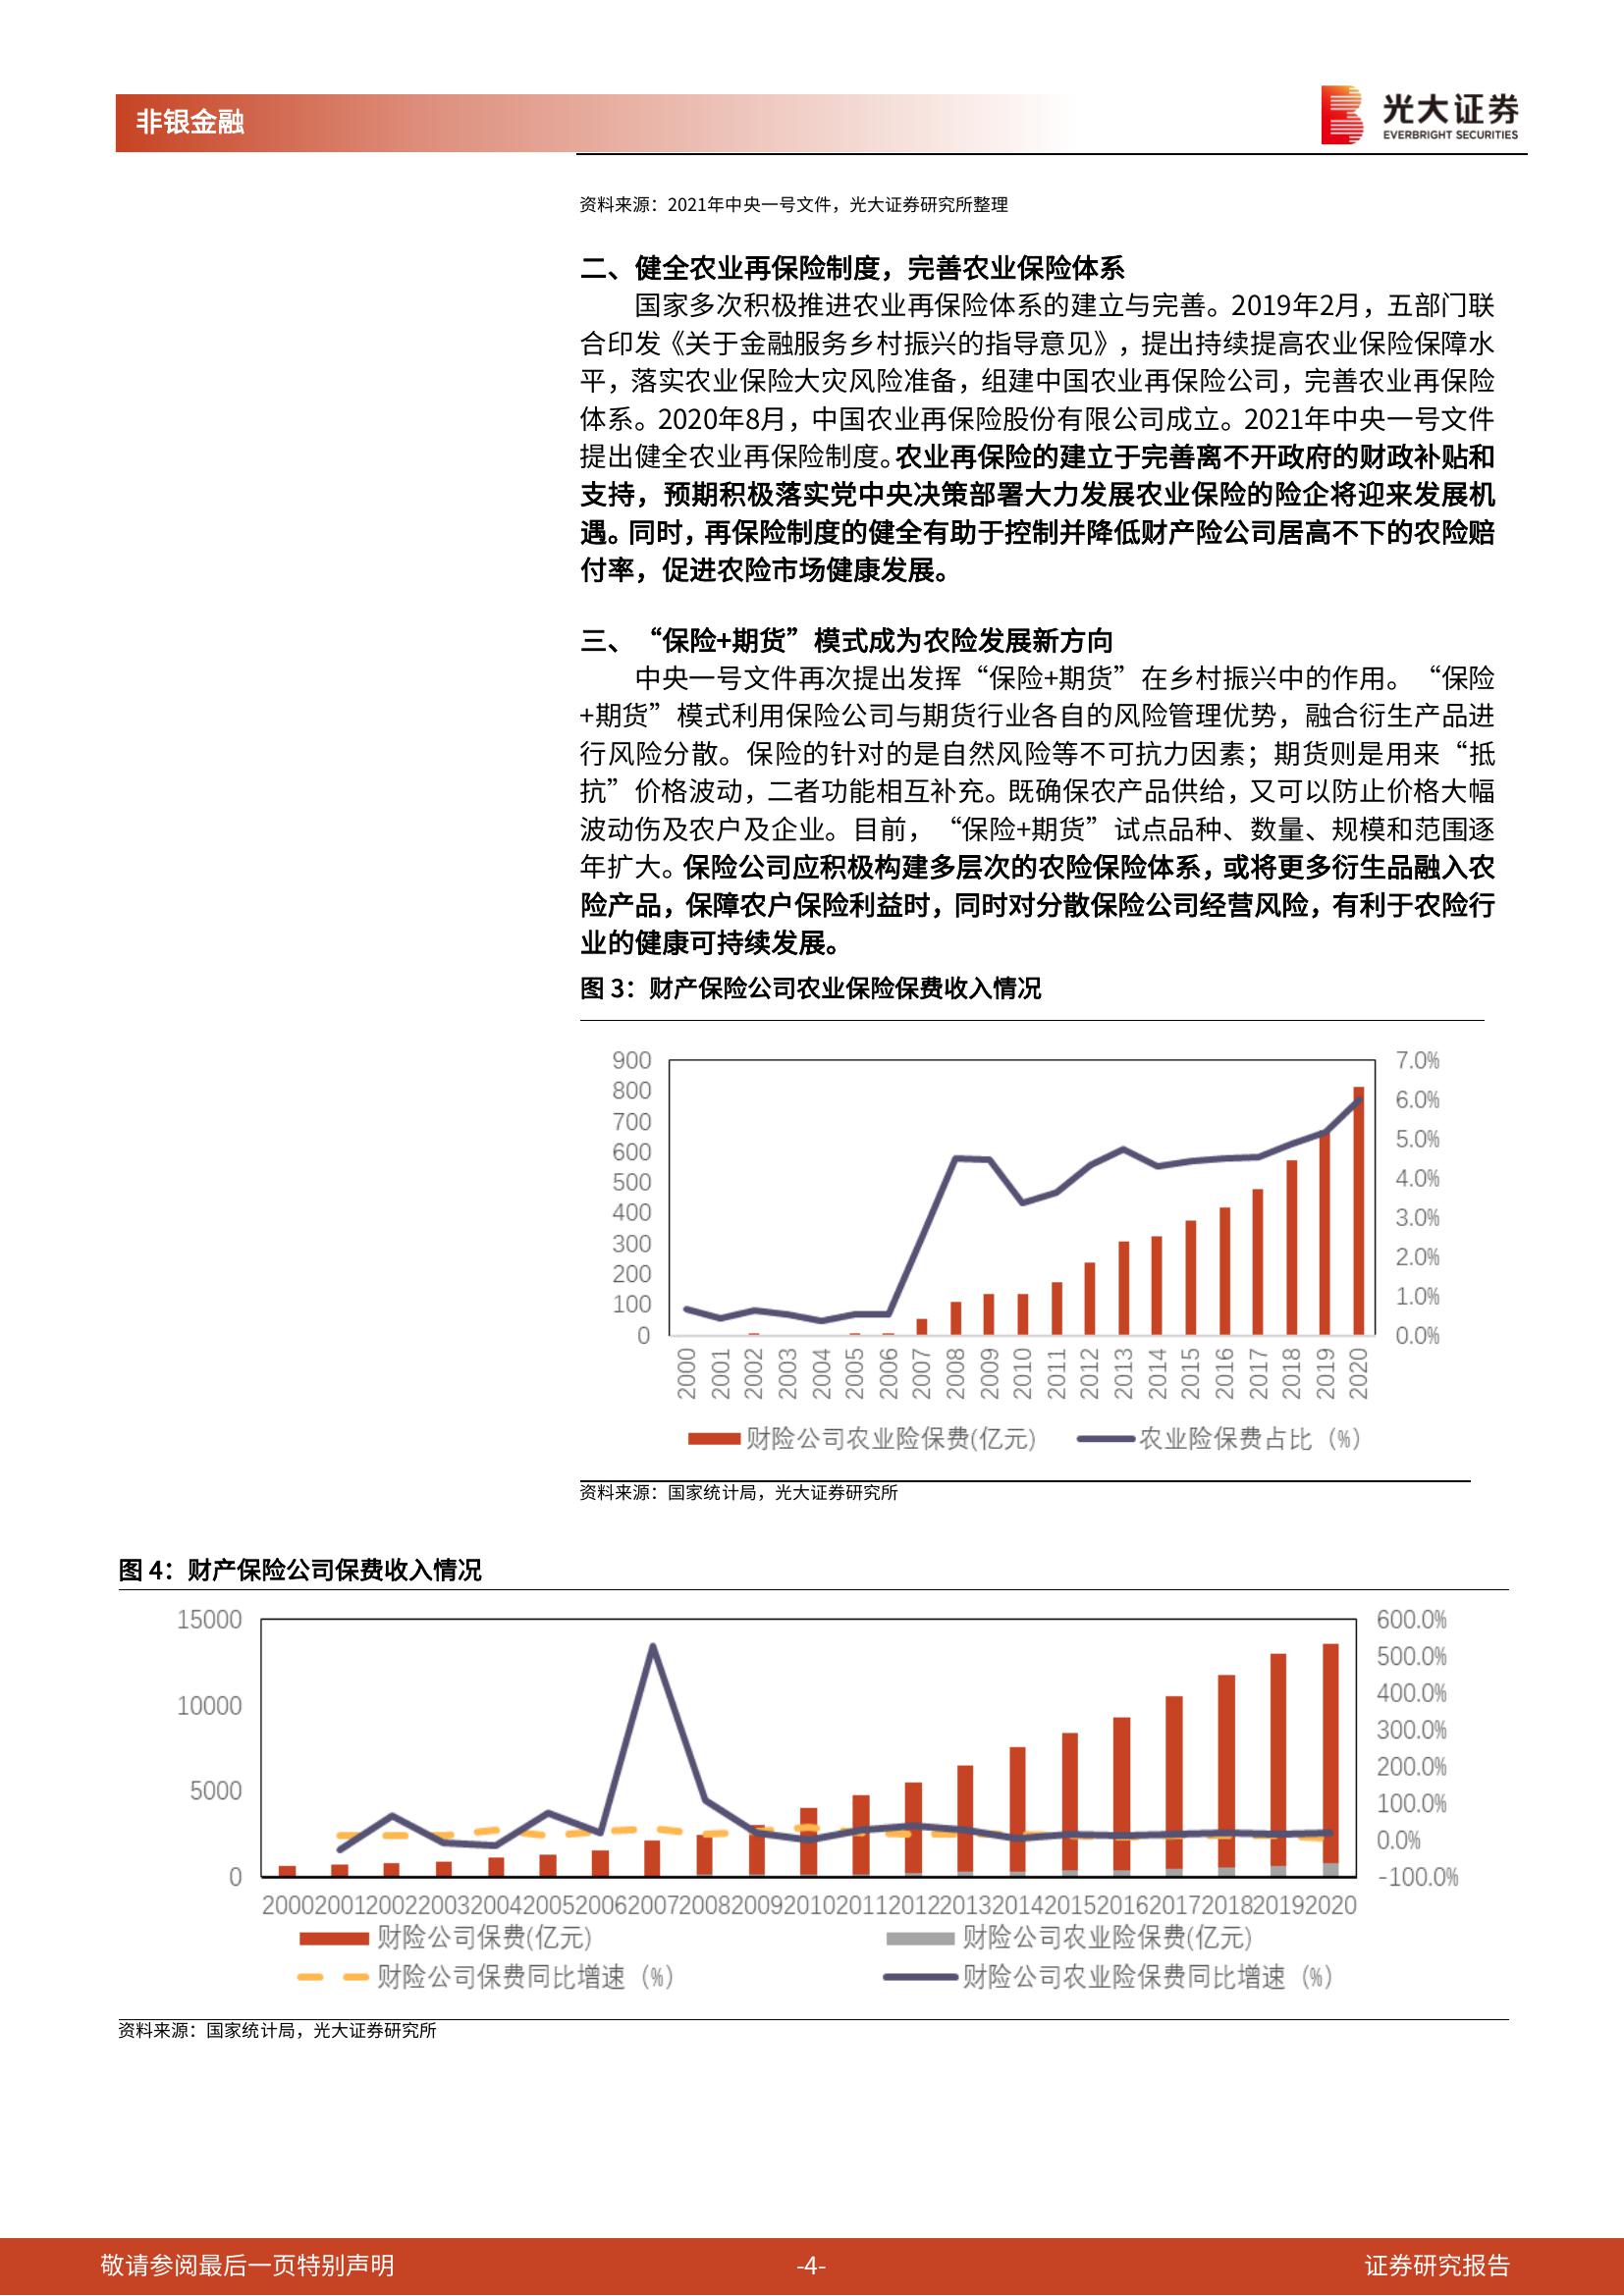 非银金融
光大证券
EVERBRIGHT SECURITIES
资料来源：2021年中央一号文件，光大证券研究所整理
二、健全农业再保险制度，完善农业保险体系
国家多次积极推进农业再保险体系的建立与完善。2019年2月，五部门联
合印发《关于金融服务乡村振兴的指导意见》，提出持续提高农业保险保障水
平，落实农业保险大灾风险准备，组建中国农业再保险公司，完善农业再保险
体系。2020年8月，中国农业再保险股份有限公司成立。2021年中央一号文件
提出健全农业再保险制度。农业再保险的建立于完善离不开政府的财政补贴和
支持，预期积极落实党中央决策部署大力发展农业保险的险企将迎来发展机
遇。同时，再保险制度的健全有助于控制并降低财产险公司居高不下的农险赔
付率，促进农险市场健康发展。
三、“保险+期货”模式成为农险发展新方向
中央一号文件再次提出发挥“保险+期货”在乡村振兴中的作用。“保险
+期货”模式利用保险公司与期货行业各自的风险管理优势，融合衍生产品进
行风险分散。保险的针对的是自然风险等不可抗力因素；期货则是用来“抵
抗”价格波动，二者功能相互补充。既确保农产品供给，又可以防止价格大幅
波动伤及农户及企业。目前，“保险+期货”试点品种、数量、规模和范围逐
年扩大。保险公司应积极构建多层次的农险保险体系，或将更多衍生品融入农
险产品，保障农户保险利益时，同时对分散保险公司经营风险，有利于农险行
业的健康可持续发展。
图 3：财产保险公司农业保险保费收入情况
900 7.0%
800 6.0%
700 5.0%
600 4.0%
500 3.0%
400 2.0%
300 1.0%
200 0.0%
100
0
2000 2001 2002 2003 2004 2005 2006 2007 2008 2009 2010 2011 2012 2013 2014 2015 2016 2017 2018 2019 2020
财险公司农业险保费(亿元) 农业险保费占比（%）
资料来源：国家统计局，光大证券研究所
图 4：财产保险公司保费收入情况
15000 600.0%
10000 500.0%
5000 400.0%
0 300.0%
200.0%
100.0%
0.0%
-100.0%
2000 2001 2002 2003 2004 2005 2006 2007 2008 2009 2010 2011 2012 2013 2014 2015 2016 2017 2018 2019 2020
财险公司保费(亿元) 财险公司农业险保费(亿元)
财险公司保费同比增速（%） 财险公司农业险保费同比增速（%）
资料来源：国家统计局，光大证券研究所
敬请参阅最后一页特别声明 -4- 证券研究报告